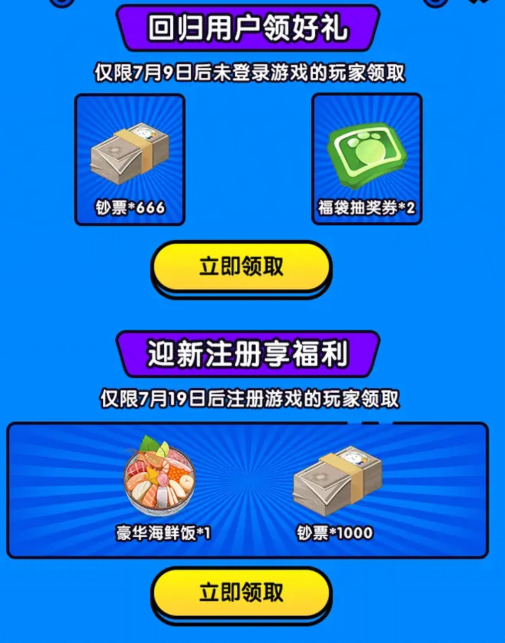 回归用户领好礼
仅限7月9日后未登录游戏的玩家领取
钞票*666
福袋抽奖券*2
立即领取
迎新注册享福利
仅限7月19日后注册游戏的玩家领取
豪华海鲜饭*1
钞票*1000
立即领取